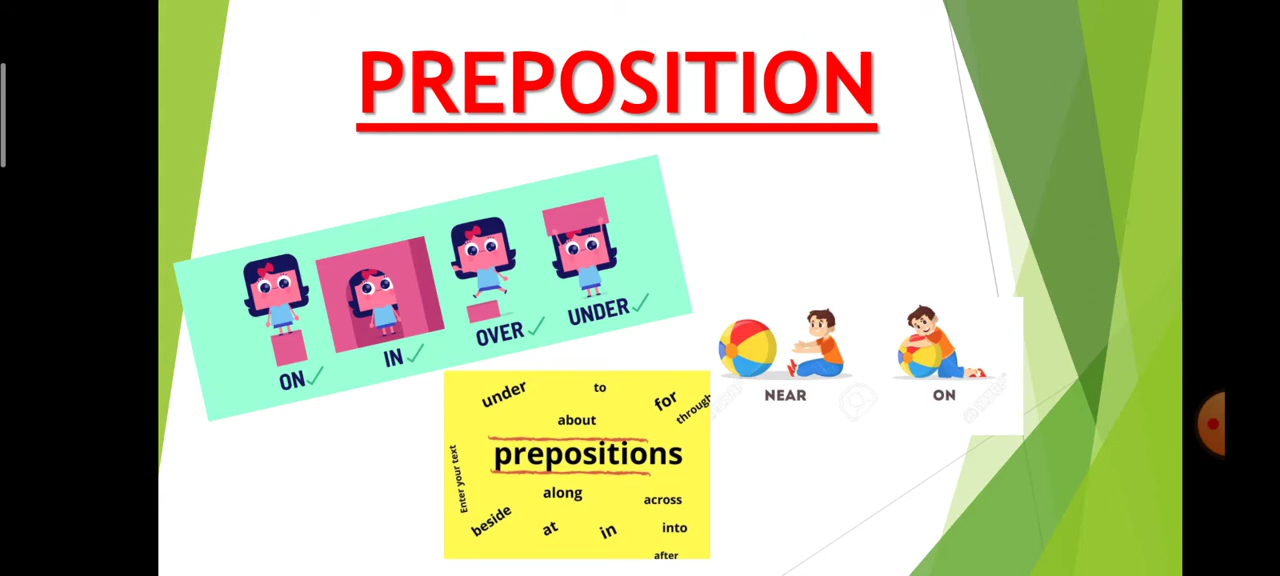 PREPOSITION
ON
IN
OVER
UNDER
NEAR
ON
under
to
for
through
about
prepositions
Enter your text
along
across
beside
at
in
into
after